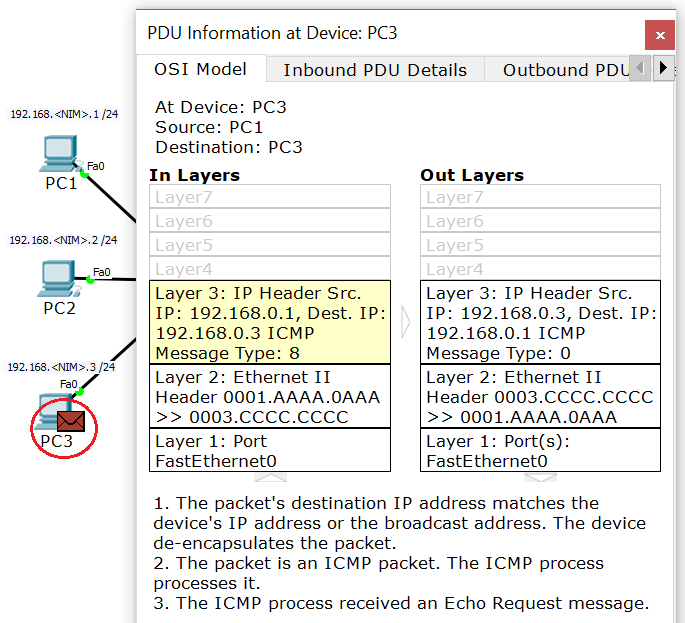 PDU Information at Device: PC3
x
OSI Model
Inbound PDU Details
Outbound PDU
At Device: PC3
Source: PC1
Destination: PC3
In Layers
Layer7
Layer6
Layer5
Layer4
Layer 3: IP Header Src.
IP: 192.168.0.1, Dest. IP:
192.168.0.3 ICMP
Message Type: 8
Layer 2: Ethernet II
Header 0001.AAAA.0AAA
>> 0003.CCCC.CCCC
Layer 1: Port
FastEthernet0
Out Layers
Layer7
Layer6
Layer5
Layer4
Layer 3: IP Header Src.
IP: 192.168.0.3, Dest. IP:
192.168.0.1 ICMP
Message Type: 0
Layer 2: Ethernet II
Header 0003.CCCC.CCCC
>> 0001.AAAA.0AAA
Layer 1: Port(s):
FastEthernet0
1. The packet's destination IP address matches the
device's IP address or the broadcast address. The device
de-encapsulates the packet.
2. The packet is an ICMP packet. The ICMP process
processes it.
3. The ICMP process received an Echo Request message.
192.168.<NIM>.1 /24
Fa0
PC1
192.168.<NIM>.2 /24
Fa0
PC2
192.168.<NIM>.3 /24
Fa0
PC3